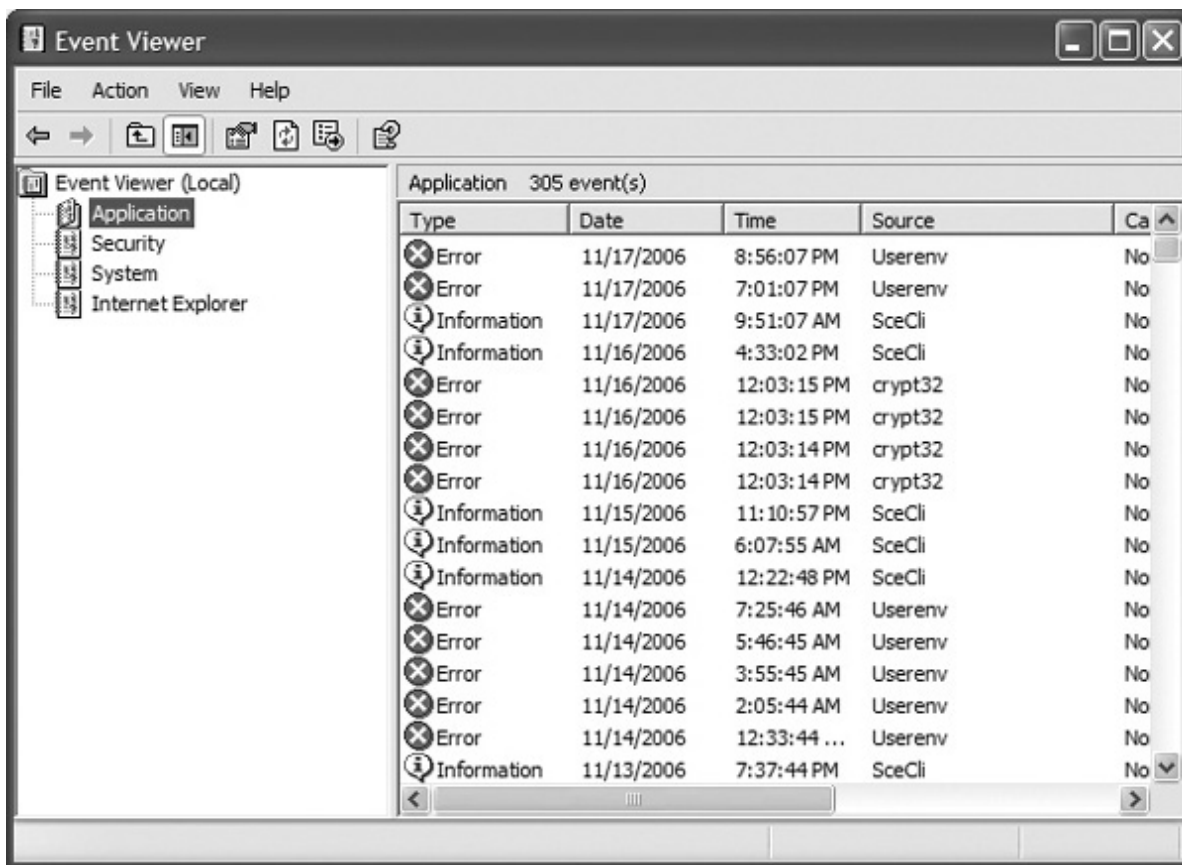 Event Viewer
File Action View Help
Event Viewer (Local)
Application
Security
System
Internet Explorer
Application 305 event(s)
Type Date Time Source Ca
Error 11/17/2006 8:56:07 PM Userenv No
Error 11/17/2006 7:01:07 PM Userenv No
Information 11/17/2006 9:51:07 AM SceCli No
Information 11/16/2006 4:33:02 PM SceCli No
Error 11/16/2006 12:03:15 PM crypt32 No
Error 11/16/2006 12:03:15 PM crypt32 No
Error 11/16/2006 12:03:14 PM crypt32 No
Error 11/16/2006 12:03:14 PM crypt32 No
Information 11/15/2006 11:10:57 PM SceCli No
Information 11/15/2006 6:07:55 AM SceCli No
Information 11/14/2006 12:22:48 PM SceCli No
Error 11/14/2006 7:25:46 AM Userenv No
Error 11/14/2006 5:46:45 AM Userenv No
Error 11/14/2006 3:55:45 AM Userenv No
Error 11/14/2006 2:05:44 AM Userenv No
Error 11/14/2006 12:33:44 ... Userenv No
Information 11/13/2006 7:37:44 PM SceCli No